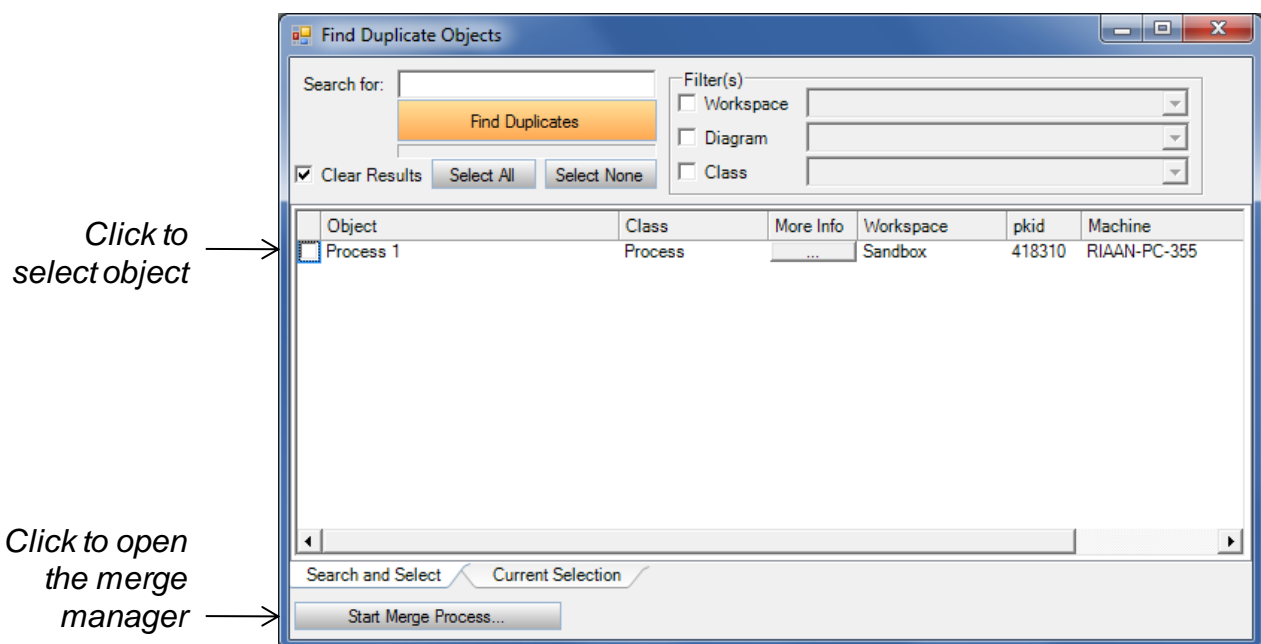 Find Duplicate Objects
Search for:
Find Duplicates
Clear Results Select All Select None
Filter(s)
Workspace
Diagram
Class
Click to
select object
Object Class More Info Workspace pkid Machine
Process 1 Process ... Sandbox 418310 RIAAN-PC-355
Search and Select Current Selection
Click to open
the merge
manager
Start Merge Process...